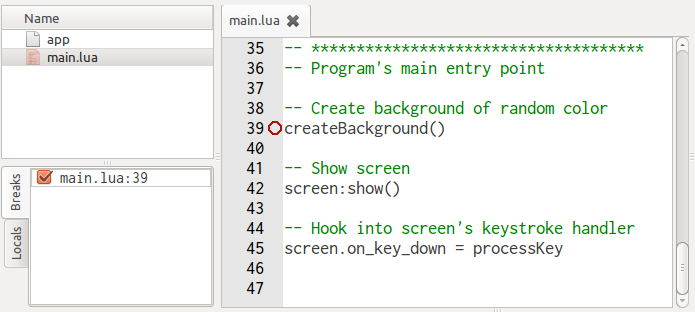 Name
app
main.lua
Breaks
Locals
main.lua:39
main.lua
35 -- *************************************
36 -- Program's main entry point
37
38 -- Create background of random color
39 createBackground()
40
41 -- Show screen
42 screen:show()
43
44 -- Hook into screen's keystroke handler
45 screen.on_key_down = processKey
46
47